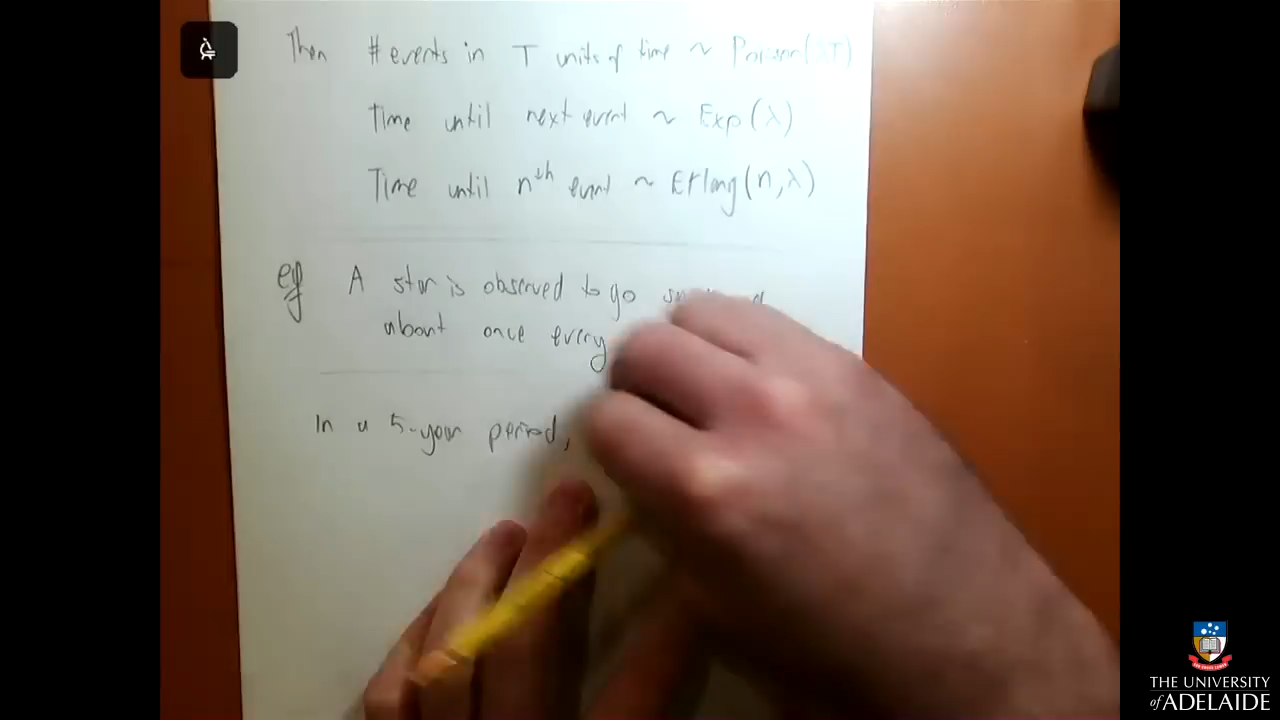 Then # events in T units of time ~ Poisson(λT)
Time until next event ~ Exp(λ)
Time until nth event ~ Erlang(n,λ)
eg A star is observed to go
about once every
In a 5-year period,
THE UNIVERSITY
of ADELAIDE